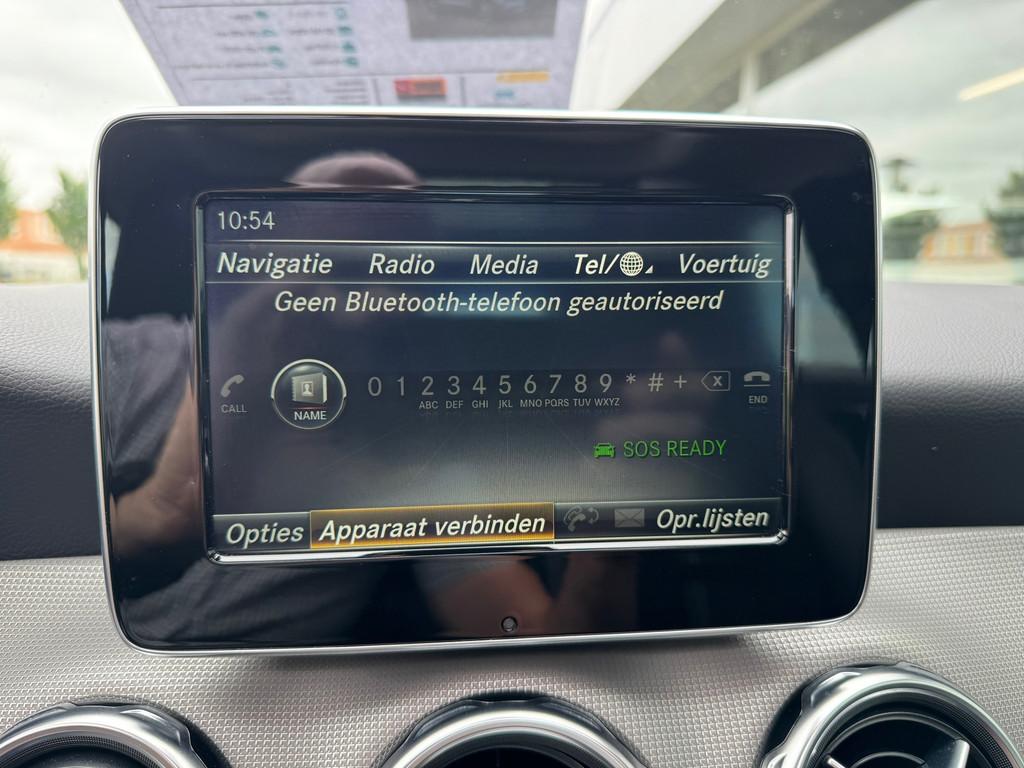 10:54
Navigatie Radio Media Tel/ Voertuig
Geen Bluetooth-telefoon geautoriseerd
CALL NAME 0 1 2 3 4 5 6 7 8 9 * # + END
ABC DEF GHI JKL MNO PQRS TUV WXYZ
SOS READY
Opties Apparaat verbinden Opr.lijsten